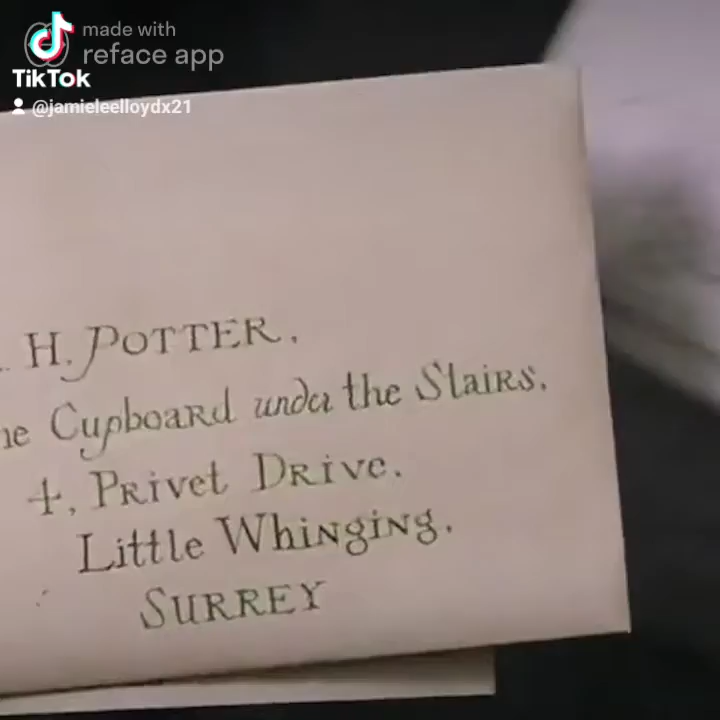 made with
reface app
TikTok
@jamieleelloydx21
. H. POTTER,
Cupboard under the Stairs,
4, Privet Drive,
Little Whinging,
SURREY